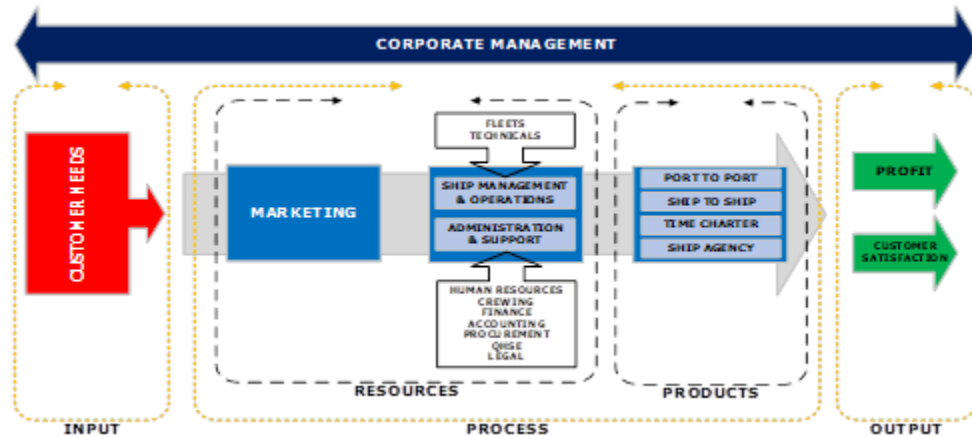 CORPORATE MANAGEMENT
CUSTOMER NEEDS
MARKETING
FLEETS
TECHNICALS
SHIP MANAGEMENT
& OPERATIONS
ADMINISTRATION
& SUPPORT
HUMAN RESOURCES
CREWING
FINANCE
ACCOUNTING
PROCUREMENT
QHSE
LEGAL
PORT TO PORT
SHIP TO SHIP
TIME CHARTER
SHIP AGENCY
PROFIT
CUSTOMER
SATISFACTION
RESOURCES
PRODUCTS
INPUT
PROCESS
OUTPUT